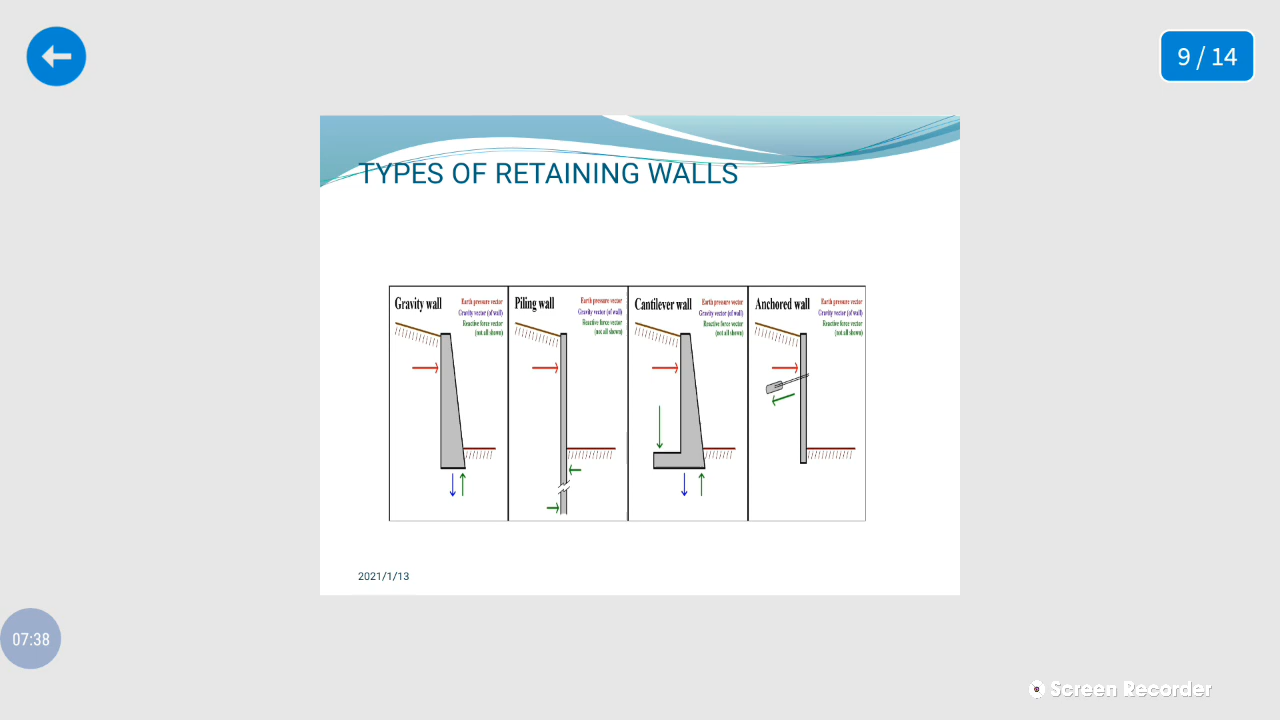 9 / 14
TYPES OF RETAINING WALLS
Gravity wall
Earth pressure vector
Gravity vector (of wall)
Reactive force vector
(not all shown)
Piling wall
Earth pressure vector
Gravity vector (of wall)
Reactive force vector
(not all shown)
Cantilever wall
Earth pressure vector
Gravity vector (of wall)
Reactive force vector
(not all shown)
Anchored wall
Earth pressure vector
Gravity vector (of wall)
Reactive force vector
(not all shown)
2021/1/13
07:38
Screen Recorder